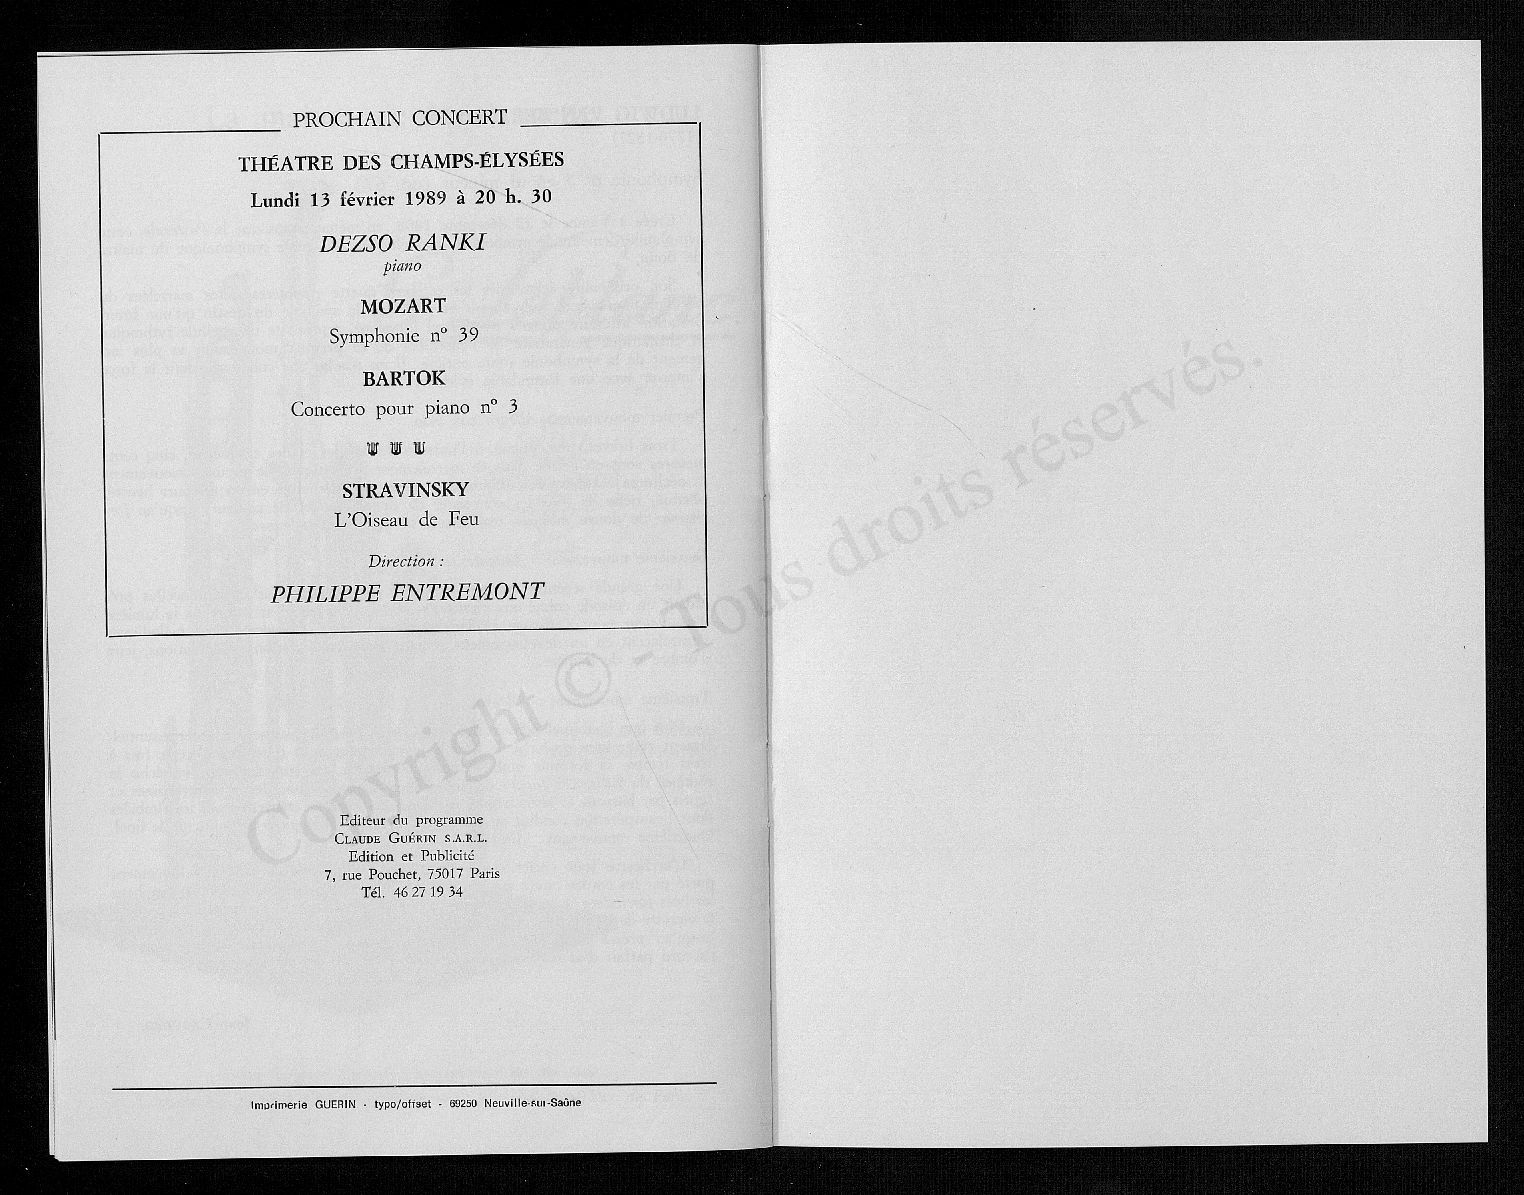 PROCHAIN CONCERT
THÉATRE DES CHAMPS-ÉLYSÉES
Lundi 13 février 1989 à 20 h. 30
DEZSO RANKI
piano
MOZART
Symphonie n° 39
BARTOK
Concerto pour piano n° 3
STRAVINSKY
L'Oiseau de Feu
Direction :
PHILIPPE ENTREMONT
Copyright © - Tous droits réservés.
Editeur du programme
CLAUDE GUÉRIN S.A.R.L.
Edition et Publicité
7, rue Pouchet, 75017 Paris
Tél. 46 27 19 34
Imprimerie GUERIN - typo/offset - 69250 Neuville-sur-Saône